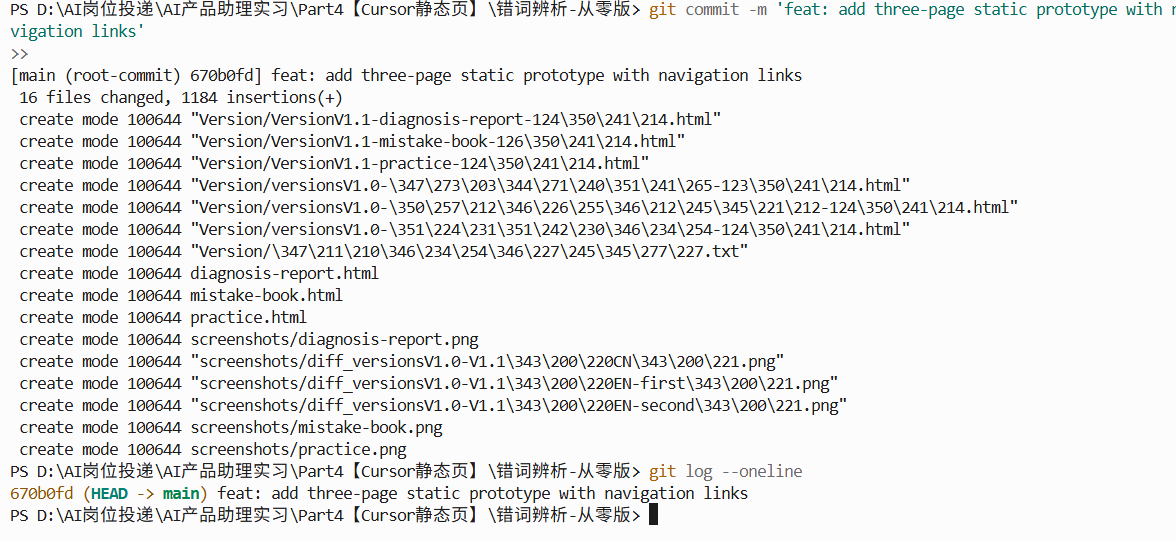 PS D:\AI岗位投递\AI产品助理实习\Part4【Cursor静态页】\错词辨析-从零版> git commit -m 'feat: add three-page static prototype with
vigation links'
>>
[main (root-commit) 670b0fd] feat: add three-page static prototype with navigation links
 16 files changed, 1184 insertions(+)
 create mode 100644 "Version/VersionV1.1-diagnosis-report-124\350\241\214.html"
 create mode 100644 "Version/VersionV1.1-mistake-book-126\350\241\214.html"
 create mode 100644 "Version/VersionV1.1-practice-124\350\241\214.html"
 create mode 100644 "Version/versionsV1.0-\347\273\203\344\271\240\351\241\265-123\350\241\214.html"
 create mode 100644 "Version/versionsV1.0-\350\257\212\346\226\255\346\212\245\345\221\212-124\350\241\214.html"
 create mode 100644 "Version/versionsV1.0-\351\224\231\351\242\230\346\234\254-124\350\241\214.html"
 create mode 100644 "Version/\347\211\210\346\234\254\346\227\245\345\277\227.txt"
 create mode 100644 diagnosis-report.html
 create mode 100644 mistake-book.html
 create mode 100644 practice.html
 create mode 100644 screenshots/diagnosis-report.png
 create mode 100644 "screenshots/diff_versionsV1.0-V1.1\343\200\220CN\343\200\221.png"
 create mode 100644 "screenshots/diff_versionsV1.0-V1.1\343\200\220EN-first\343\200\221.png"
 create mode 100644 "screenshots/diff_versionsV1.0-V1.1\343\200\220EN-second\343\200\221.png"
 create mode 100644 screenshots/mistake-book.png
 create mode 100644 screenshots/practice.png
PS D:\AI岗位投递\AI产品助理实习\Part4【Cursor静态页】\错词辨析-从零版> git log --oneline
670b0fd (HEAD -> main) feat: add three-page static prototype with navigation links
PS D:\AI岗位投递\AI产品助理实习\Part4【Cursor静态页】\错词辨析-从零版>